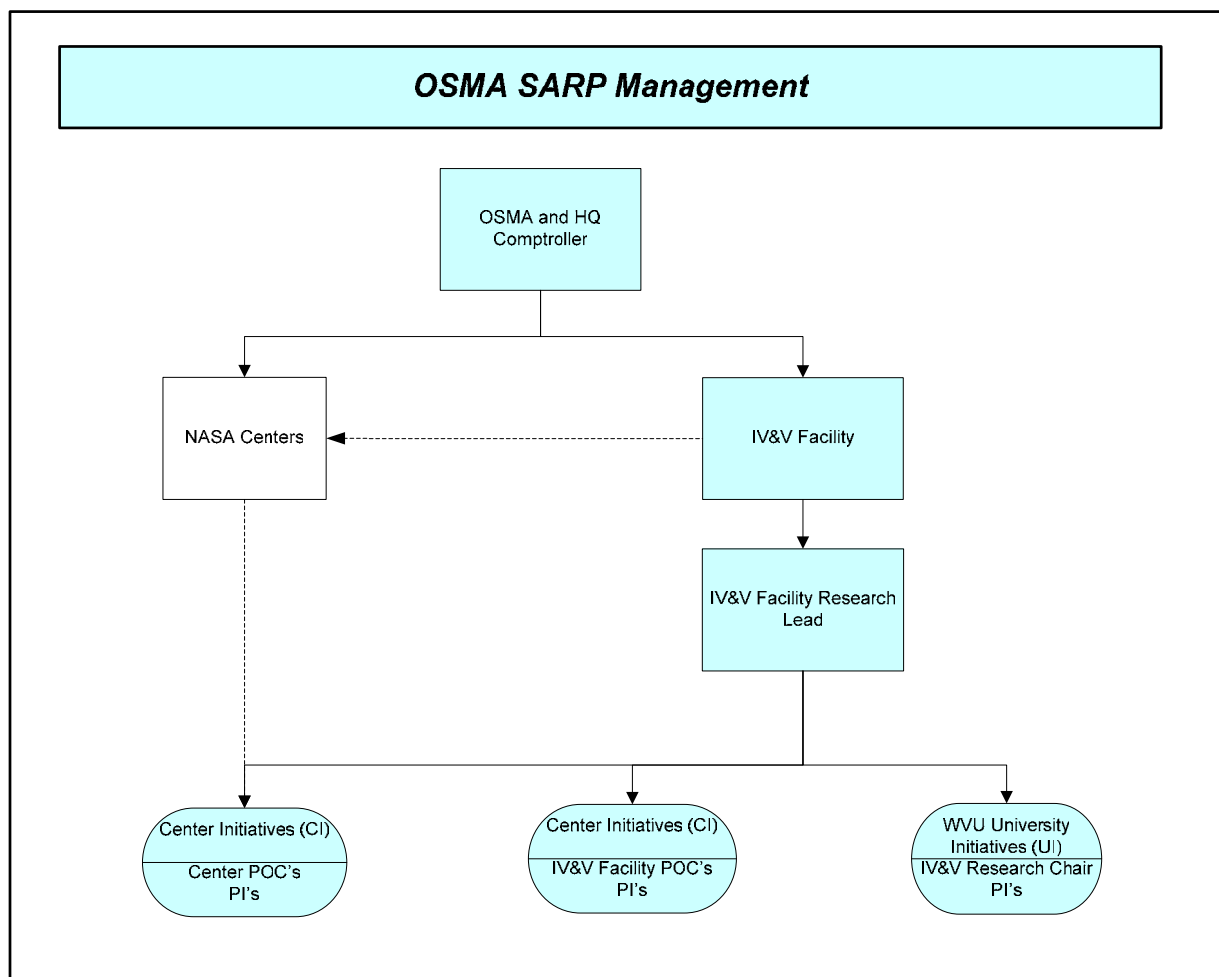 OSMA SARP Management
OSMA and HQ
Comptroller
NASA Centers
IV&V Facility
IV&V Facility Research
Lead
Center Initiatives (CI)
Center POC's
PI's
Center Initiatives (CI)
IV&V Facility POC's
PI's
WVU University
Initiatives (UI)
IV&V Research Chair
PI's